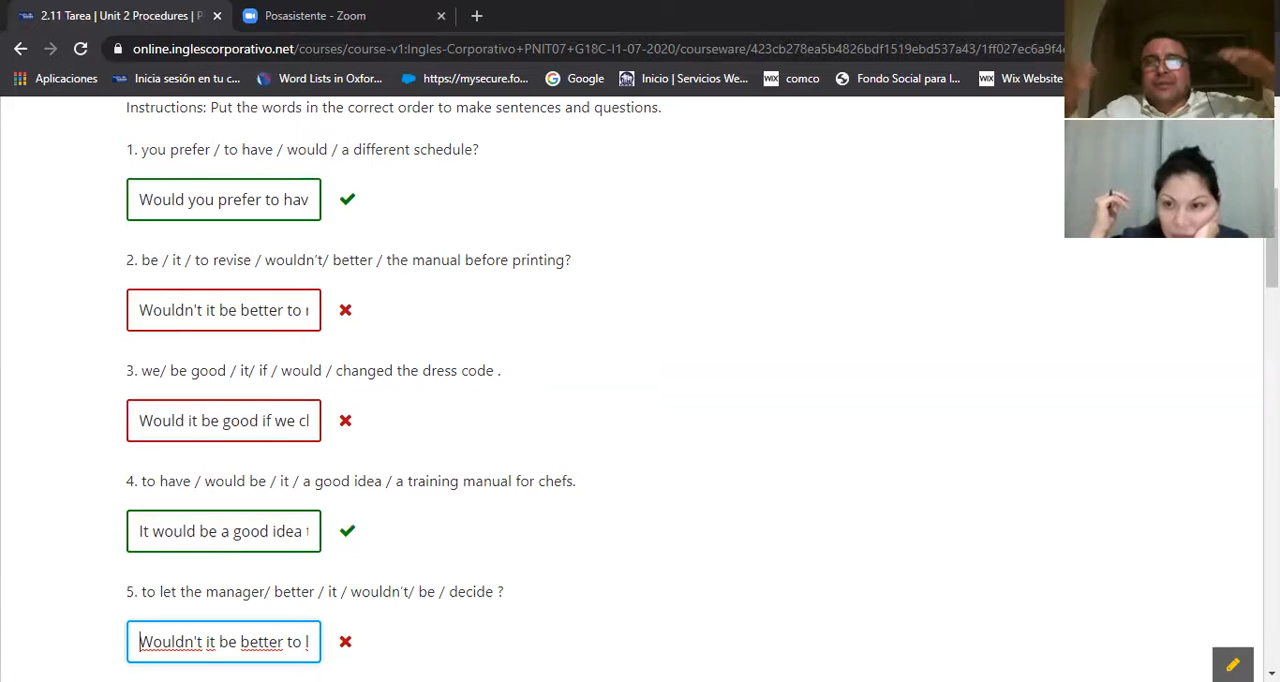 2.11 Tarea | Unit 2 Procedures | P
Posasistente - Zoom
online.inglescorporativo.net/courses/course-v1:Ingles-Corporativo+PNIT07+G18C-I1-07-2020/courseware/423cb278ea5b4826bdf1519ebd537a43/1ff027ec6a9f4
Aplicaciones
Inicia sesión en tu c...
Word Lists in Oxfor...
https://mysecure.fo...
Google
Inicio | Servicios We...
WIX comco
Fondo Social para l...
WIX Wix Website
Instructions: Put the words in the correct order to make sentences and questions.
1. you prefer / to have / would / a different schedule?
Would you prefer to hav
2. be / it / to revise / wouldn´t/ better / the manual before printing?
Wouldn't it be better to
3. we/ be good / it/ if / would / changed the dress code .
Would it be good if we cl
4. to have / would be / it / a good idea / a training manual for chefs.
It would be a good idea
5. to let the manager/ better / it / wouldn´t/ be / decide ?
Wouldn't it be better to l